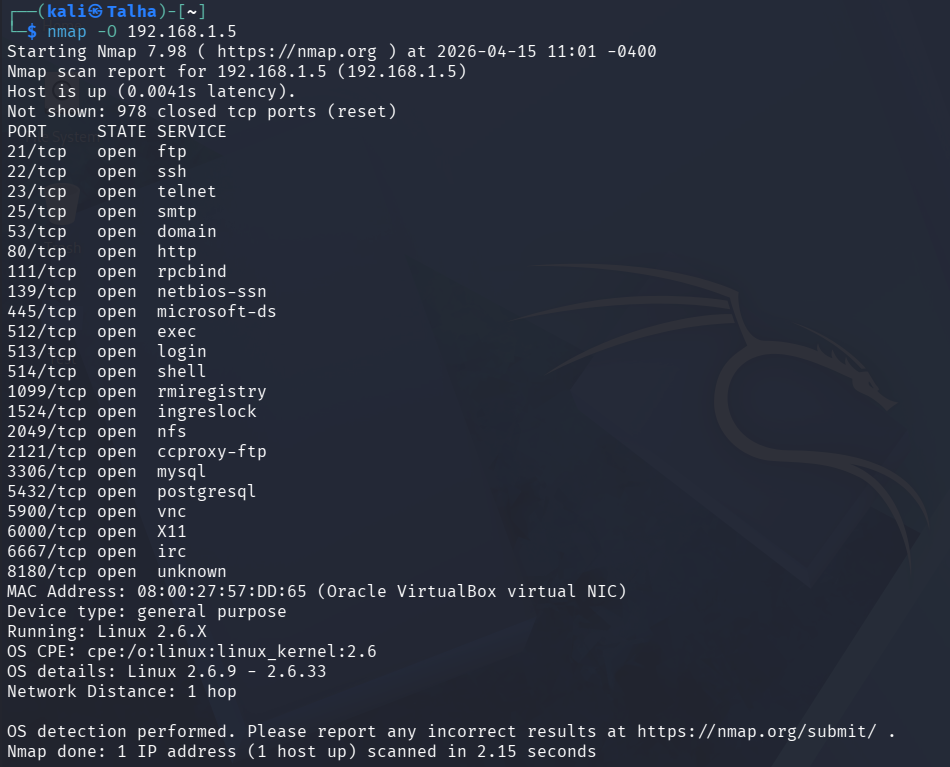 ┌──(kali㉿Talha)-[~]
└─$ nmap -O 192.168.1.5
Starting Nmap 7.98 ( https://nmap.org ) at 2026-04-15 11:01 -0400
Nmap scan report for 192.168.1.5 (192.168.1.5)
Host is up (0.0041s latency).
Not shown: 978 closed tcp ports (reset)
PORT     STATE SERVICE
21/tcp   open  ftp
22/tcp   open  ssh
23/tcp   open  telnet
25/tcp   open  smtp
53/tcp   open  domain
80/tcp   open  http
111/tcp  open  rpcbind
139/tcp  open  netbios-ssn
445/tcp  open  microsoft-ds
512/tcp  open  exec
513/tcp  open  login
514/tcp  open  shell
1099/tcp open  rmiregistry
1524/tcp open  ingreslock
2049/tcp open  nfs
2121/tcp open  ccproxy-ftp
3306/tcp open  mysql
5432/tcp open  postgresql
5900/tcp open  vnc
6000/tcp open  X11
6667/tcp open  irc
8180/tcp open  unknown
MAC Address: 08:00:27:57:DD:65 (Oracle VirtualBox virtual NIC)
Device type: general purpose
Running: Linux 2.6.X
OS CPE: cpe:/o:linux:linux_kernel:2.6
OS details: Linux 2.6.9 - 2.6.33
Network Distance: 1 hop

OS detection performed. Please report any incorrect results at https://nmap.org/submit/ .
Nmap done: 1 IP address (1 host up) scanned in 2.15 seconds